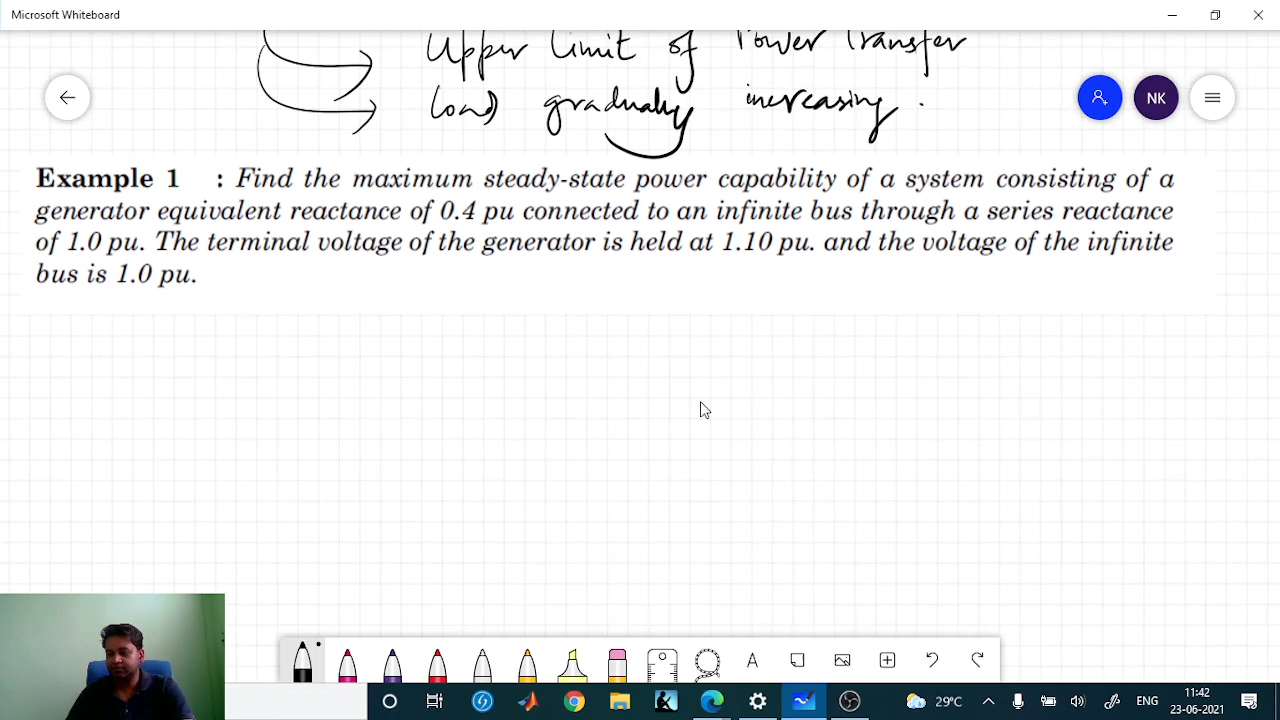 Microsoft Whiteboard
Upper Limit of Power Transfer
load gradually increasing.
NK
Example 1 : Find the maximum steady-state power capability of a system consisting of a
generator equivalent reactance of 0.4 pu connected to an infinite bus through a series reactance
of 1.0 pu. The terminal voltage of the generator is held at 1.10 pu. and the voltage of the infinite
bus is 1.0 pu.
29°C
ENG
11:42
23-06-2021